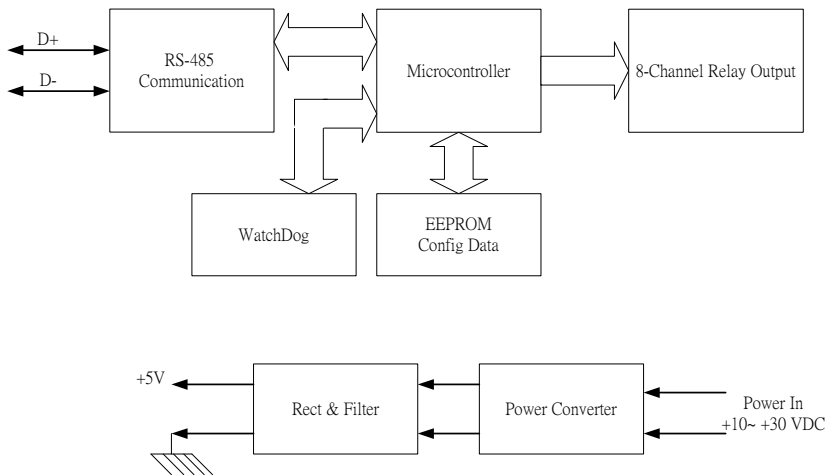 D+
D-
RS-485
Communication
Microcontroller
8-Channel Relay Output
WatchDog
EEPROM
Config Data
+5V
Rect & Filter
Power Converter
Power In
+10~ +30 VDC